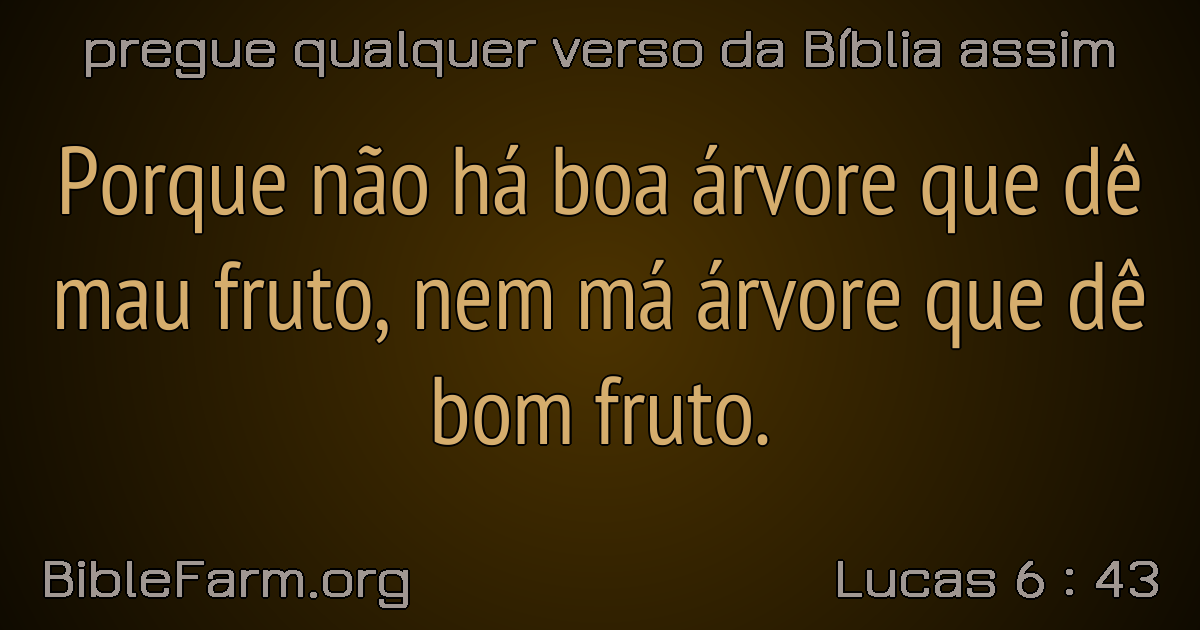 pregue qualquer verso da Bíblia assim
Porque não há boa árvore que dê
mau fruto, nem má árvore que dê
bom fruto.
BibleFarm.org
Lucas 6 : 43